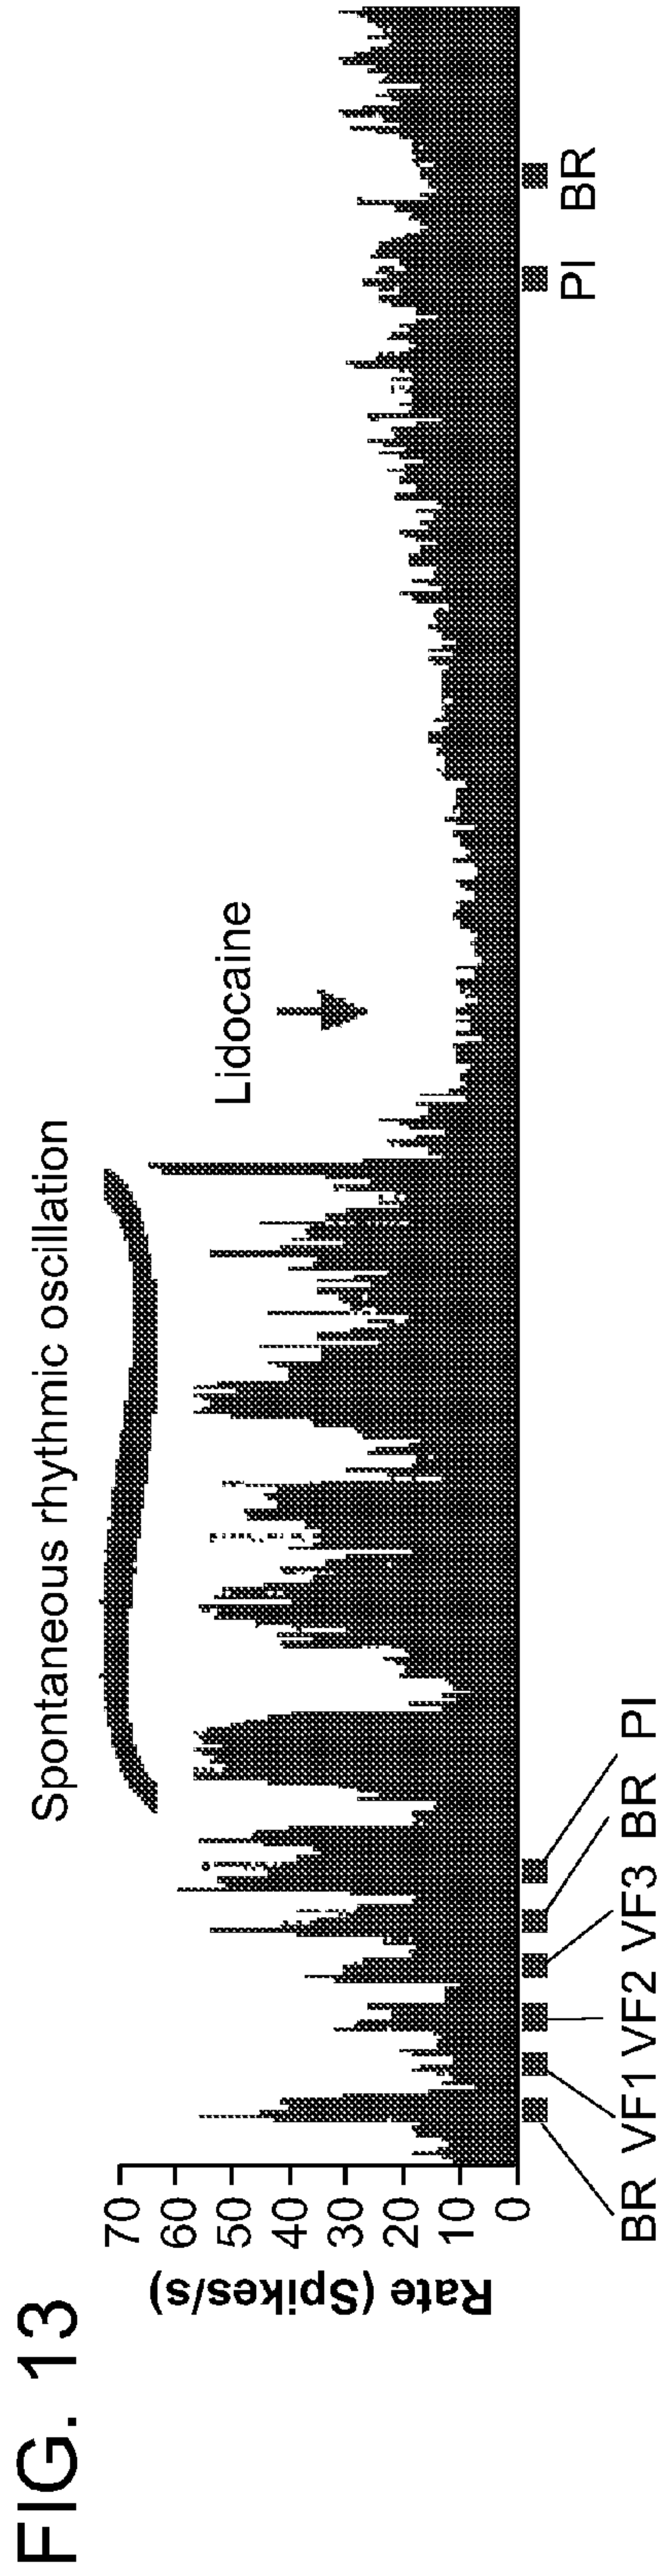 FIG. 13
Spontaneous rhythmic oscillation
Lidocaine
Rate (Spikes/s)
70
60
50
40
30
20
10
0
BR VF1 VF2 VF3 BR PI
PI BR